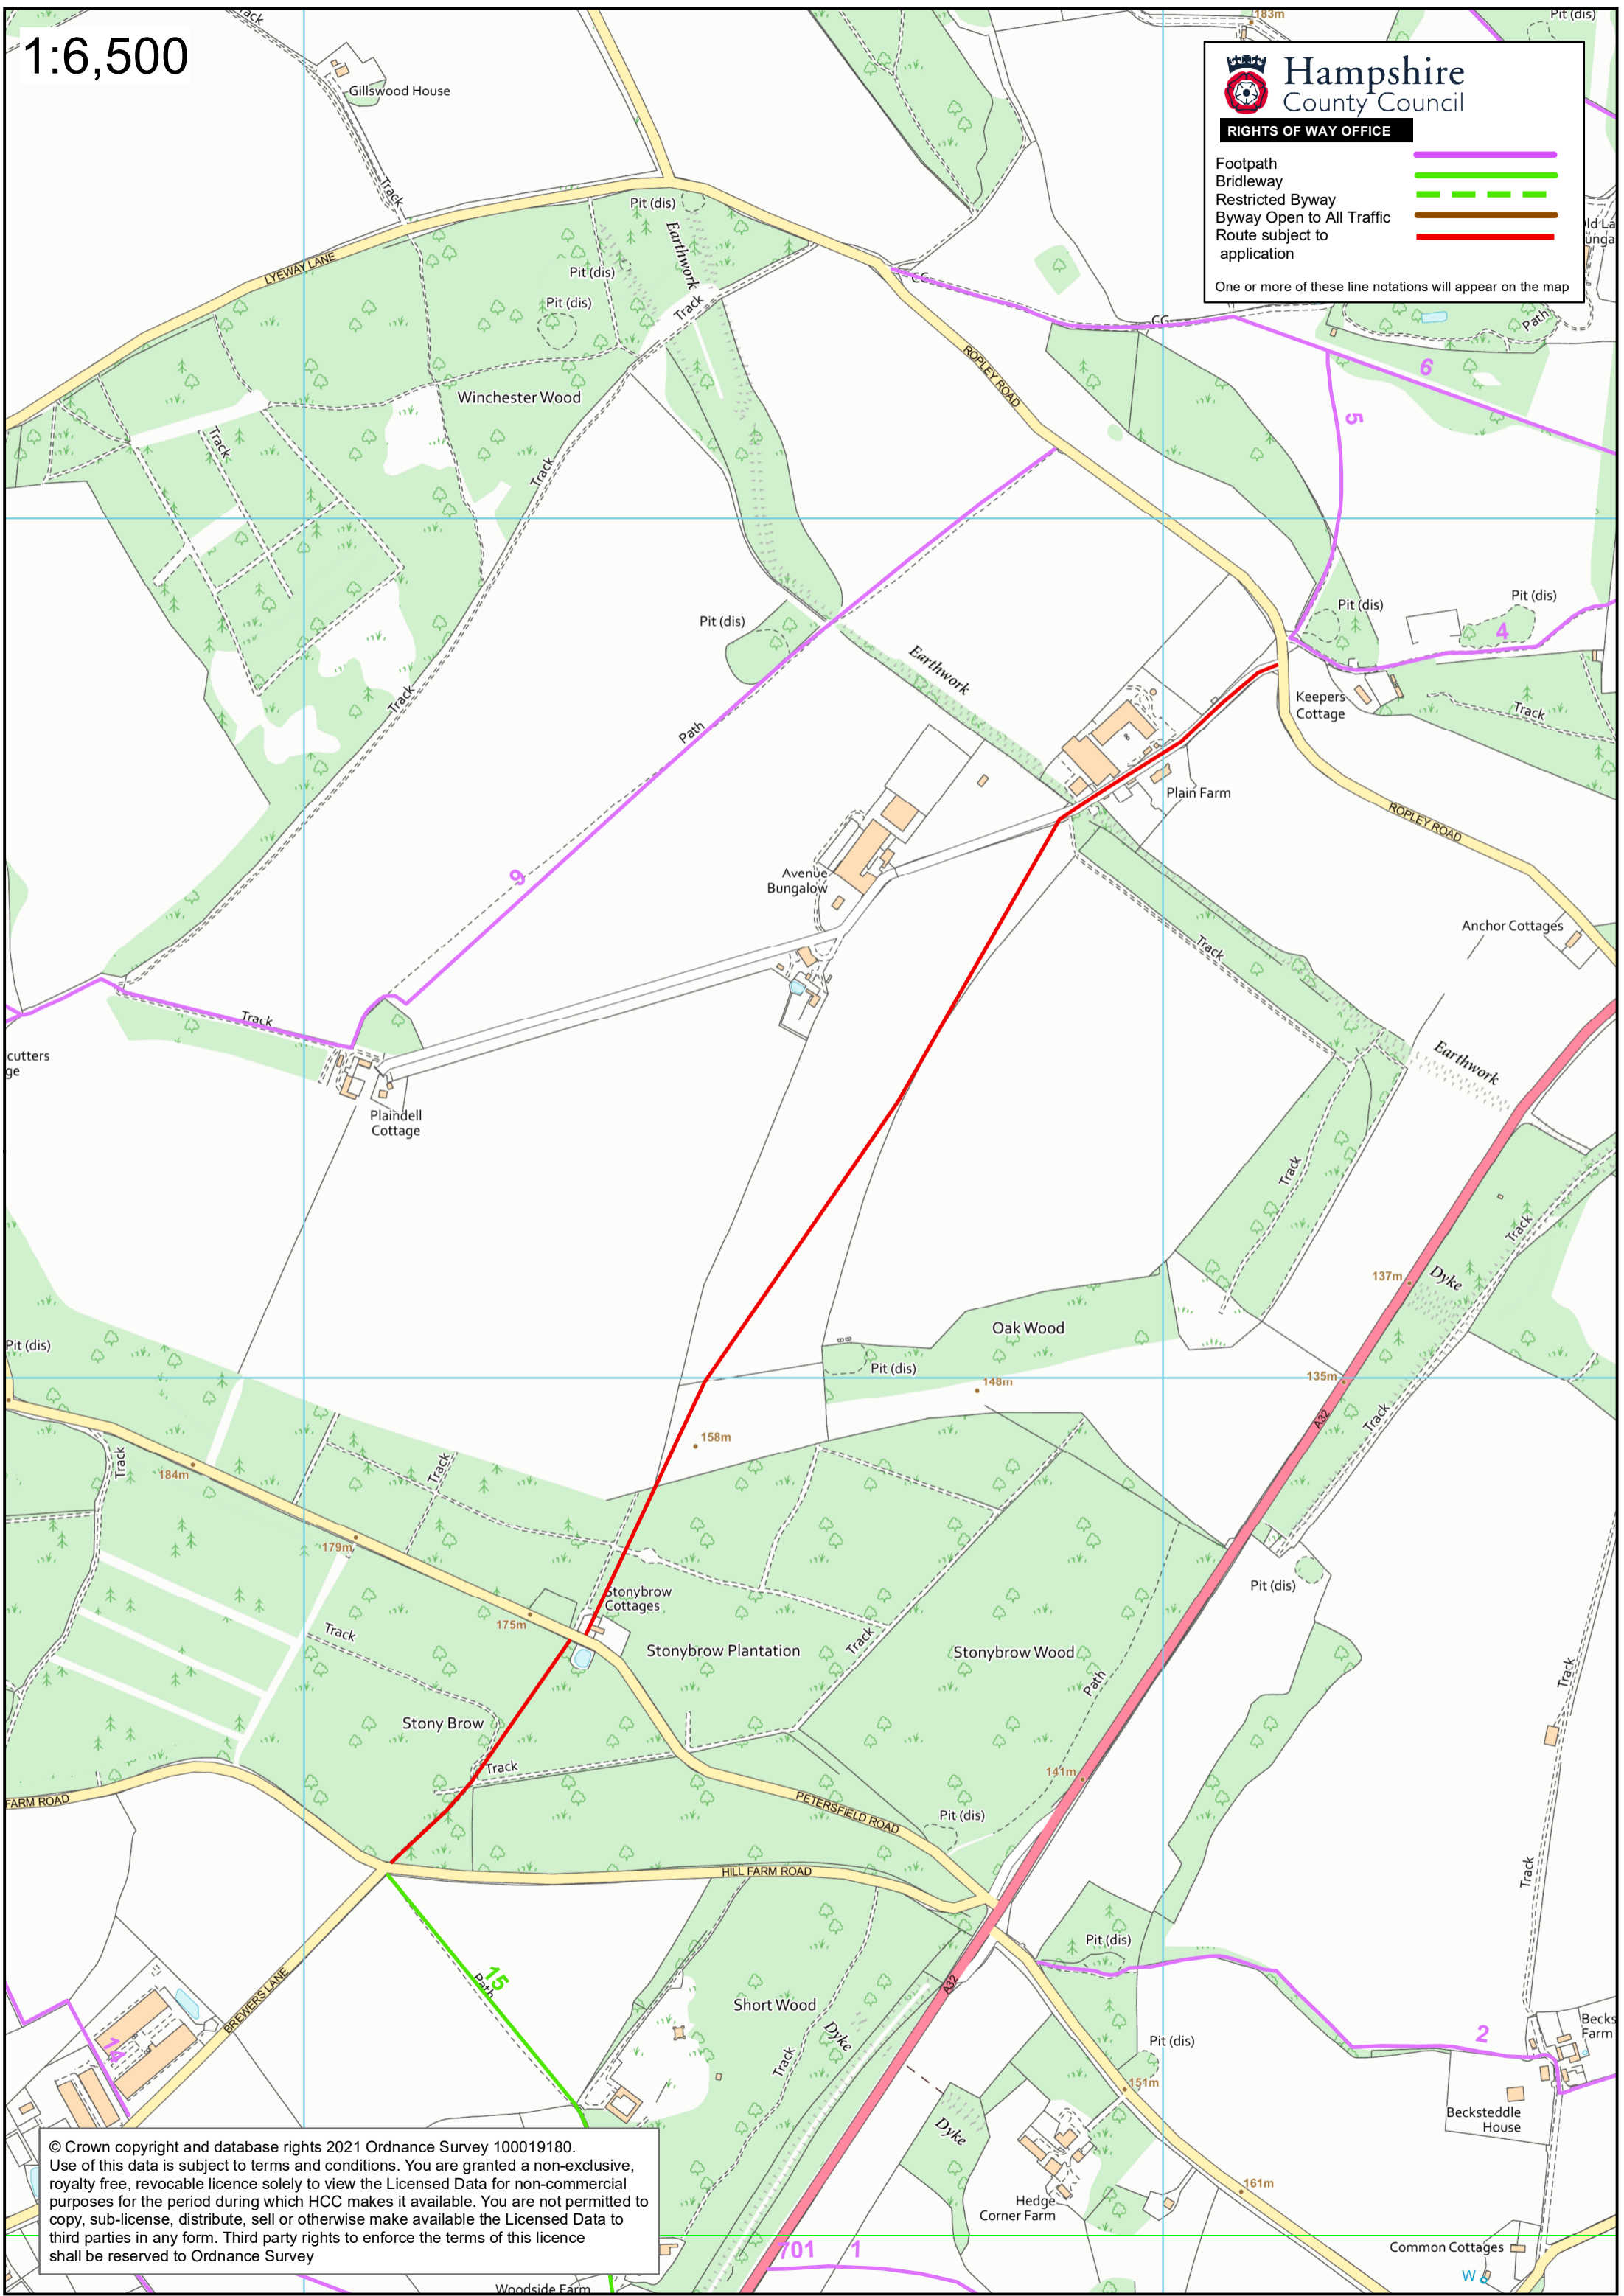 1:6,500
183m
Pit (dis)
Hampshire
County Council
RIGHTS OF WAY OFFICE
Footpath
Bridleway
Restricted Byway
Byway Open to All Traffic
Route subject to
application
One or more of these line notations will appear on the map
Gillswood House
Track
Pit (dis)
Earthwork
LYEWAY LANE
Pit (dis)
Pit (dis)
Track
CG
CG
Path
ROPLEY ROAD
6
5
Winchester Wood
Track
Track
Pit (dis)
Pit (dis)
Pit (dis)
4
Earthwork
Track
Path
Keepers
Cottage
Track
Plain Farm
ROPLEY ROAD
9
Avenue
Bungalow
Anchor Cottages
Track
Track
cutters
ge
Earthwork
Plaindell
Cottage
Track
Track
137m
Dyke
Oak Wood
Pit (dis)
Pit (dis)
148m
135m
A32
Track
158m
Track
Track
184m
179m
Stonybrow
Cottages
Pit (dis)
175m
Track
Stonybrow Plantation
Track
Stonybrow Wood
Path
Track
Stony Brow
Track
141m
FARM ROAD
PETERSFIELD ROAD
Pit (dis)
HILL FARM ROAD
Track
Pit (dis)
15
Path
A32
BREWERS LANE
Short Wood
Dyke
Track
14
2
Becks
Farm
Pit (dis)
151m
Becksteddle
House
Dyke
161m
Hedge
Corner Farm
Common Cottages
W
701
1
Woodside Farm
© Crown copyright and database rights 2021 Ordnance Survey 100019180.
Use of this data is subject to terms and conditions. You are granted a non-exclusive,
royalty free, revocable licence solely to view the Licensed Data for non-commercial
purposes for the period during which HCC makes it available. You are not permitted to
copy, sub-license, distribute, sell or otherwise make available the Licensed Data to
third parties in any form. Third party rights to enforce the terms of this licence
shall be reserved to Ordnance Survey